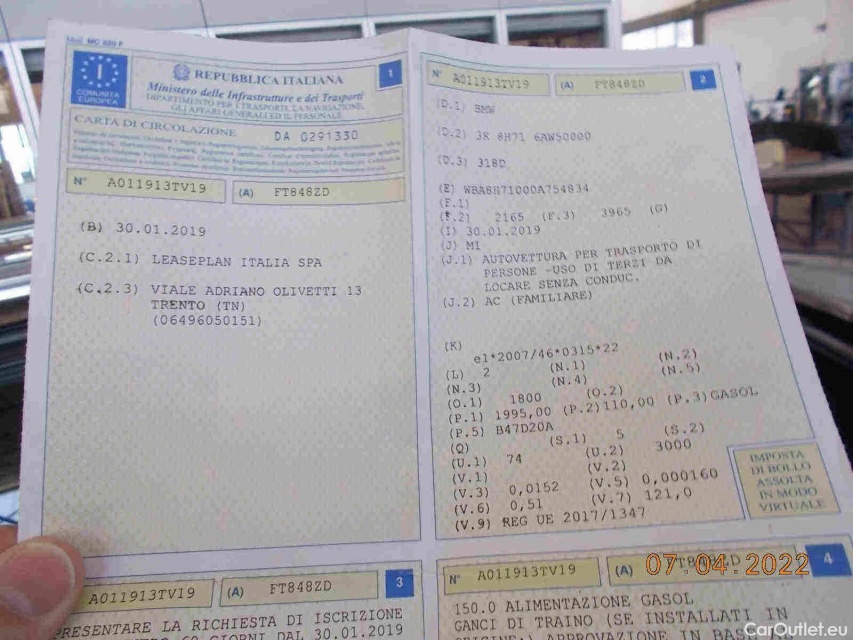 Mod. MC 820 F
COMUNITÀ
EUROPEA
REPUBBLICA ITALIANA
1
Ministero delle Infrastrutture e dei Trasporti
DIPARTIMENTO PER I TRASPORTI, LA NAVIGAZIONE,
GLI AFFARI GENERALI ED IL PERSONALE
CARTA DI CIRCOLAZIONE DA 0291330
N° A011913TV19 (A) FT848ZD
(B) 30.01.2019
(C.2.1) LEASEPLAN ITALIA SPA
(C.2.3) VIALE ADRIANO OLIVETTI 13
TRENTO (TN)
(06496050151)
N° A011913TV19 (A) FT848ZD 2
(D.1) BMW
(D.2) 3K 8H71 6AW50000
(D.3) 318D
(E) WBA8H71000A754834
(F.1)
(F.2) 2165 (F.3) 3965 (G)
(I) 30.01.2019
(J) M1
(J.1) AUTOVETTURA PER TRASPORTO DI
PERSONE -USO DI TERZI DA
LOCARE SENZA CONDUC.
(J.2) AC (FAMILIARE)
(K) e1*2007/46*0315*22
(L) 2 (N.1) (N.2)
(N.3) (N.4) (N.5)
(O.1) 1800 (O.2)
(P.1) 1995,00 (P.2)110,00 (P.3)GASOL
(P.5) B47D20A
(Q) (S.1) 5 (S.2)
(U.1) 74 (U.2) 3000
(V.1) (V.2)
(V.3) 0,0152 (V.5) 0,000160
(V.6) 0,51 (V.7) 121,0
(V.9) REG UE 2017/1347
IMPOSTA
DI BOLLO
ASSOLTA
IN MODO
VIRTUALE
A011913TV19 (A) FT848ZD 3
PRESENTARE LA RICHIESTA DI ISCRIZIONE
60 GIORNI DAL 30.01.2019
N° A011913TV19 (A) FT848ZD 4
07.04.2022
150.0 ALIMENTAZIONE GASOL
GANCI DI TRAINO (SE INSTALLATI IN
ORIGINE) APPROVAZIONE IN BASE
CarOutlet.eu